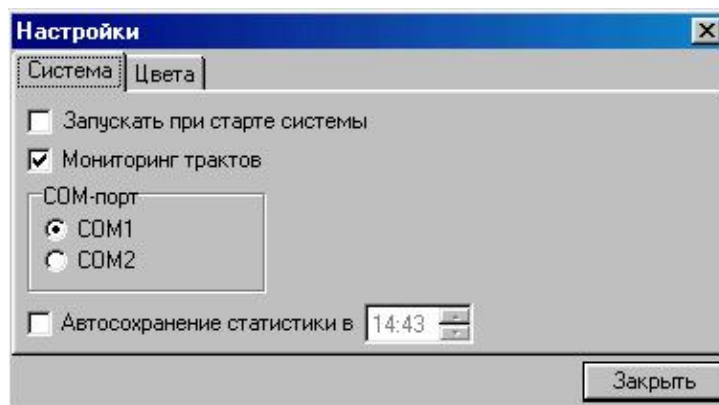 Настройки
Система Цвета
Запускать при старте системы
Мониторинг трактов
COM-порт
COM1
COM2
Автосохранение статистики в 14:43
Закрыть